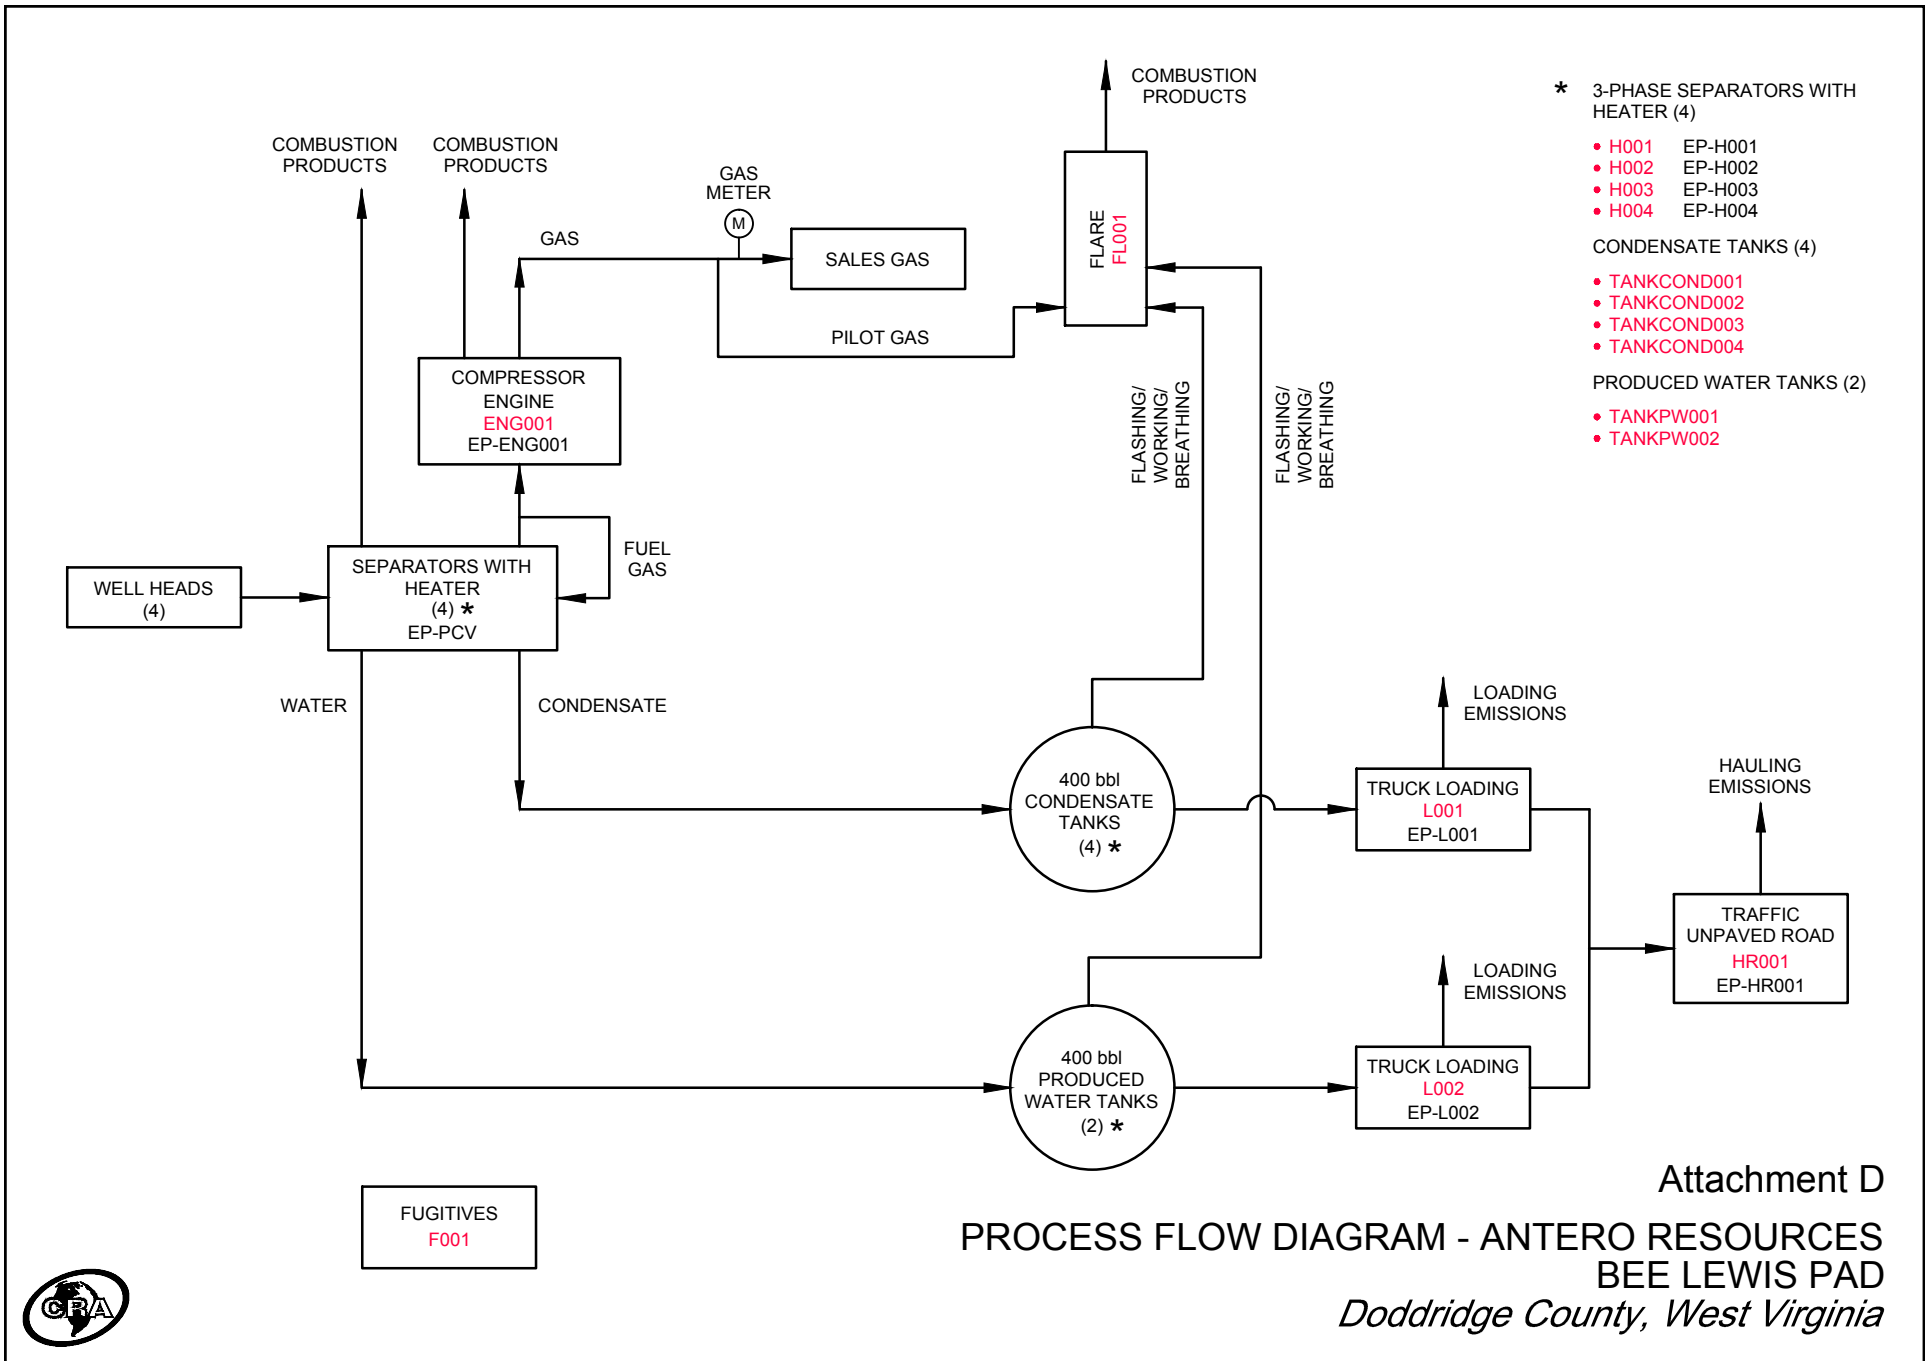 COMBUSTION
PRODUCTS
COMBUSTION
PRODUCTS
COMBUSTION
PRODUCTS
GAS
METER
M
GAS
SALES GAS
PILOT GAS
FLARE
FL001
COMPRESSOR
ENGINE
ENG001
EP-ENG001
FUEL
GAS
WELL HEADS
(4)
SEPARATORS WITH
HEATER
(4) *
EP-PCV
WATER
CONDENSATE
FLASHING/
WORKING/
BREATHING
FLASHING/
WORKING/
BREATHING
* 3-PHASE SEPARATORS WITH
HEATER (4)
• H001 EP-H001
• H002 EP-H002
• H003 EP-H003
• H004 EP-H004
CONDENSATE TANKS (4)
• TANKCOND001
• TANKCOND002
• TANKCOND003
• TANKCOND004
PRODUCED WATER TANKS (2)
• TANKPW001
• TANKPW002
400 bbl
CONDENSATE
TANKS
(4) *
LOADING
EMISSIONS
TRUCK LOADING
L001
EP-L001
HAULING
EMISSIONS
TRAFFIC
UNPAVED ROAD
HR001
EP-HR001
400 bbl
PRODUCED
WATER TANKS
(2) *
LOADING
EMISSIONS
TRUCK LOADING
L002
EP-L002
FUGITIVES
F001
CRA
Attachment D
PROCESS FLOW DIAGRAM - ANTERO RESOURCES
BEE LEWIS PAD
Doddridge County, West Virginia